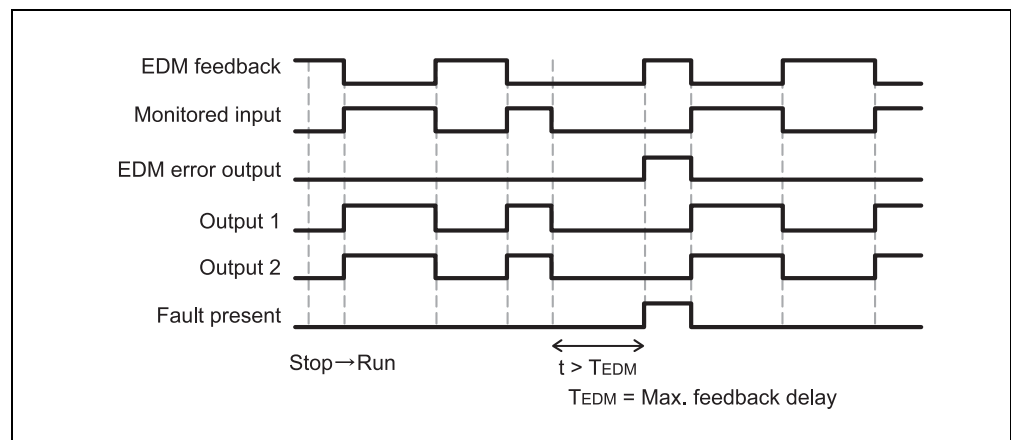 EDM feedback
Monitored input
EDM error output
Output 1
Output 2
Fault present
Stop→Run
t > TEDM
TEDM = Max. feedback delay